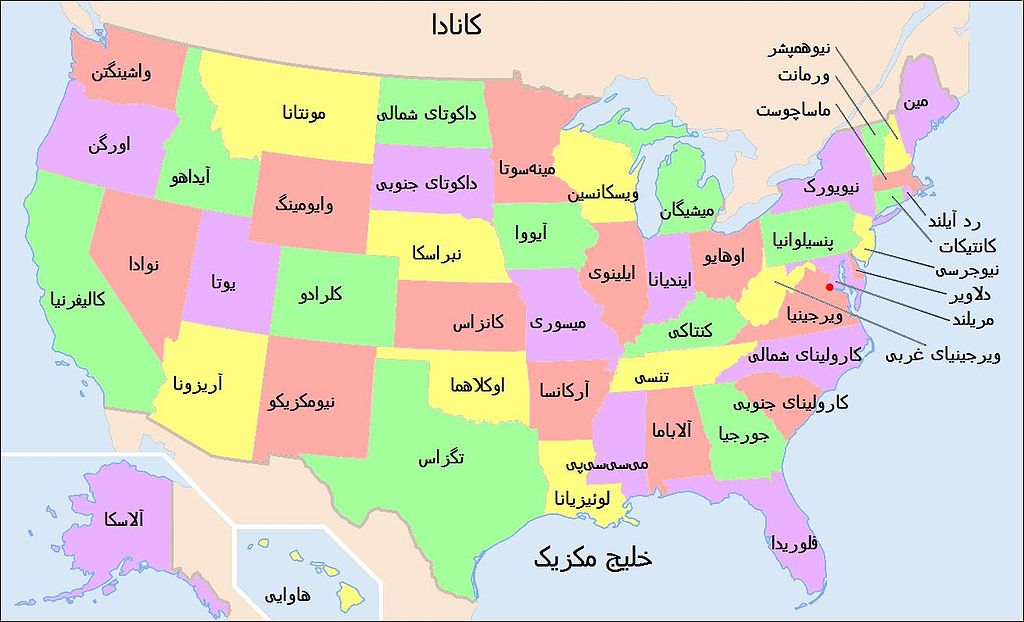 کانادا
نیوهمپشر
ورمانت
ماساچوست
مین
واشینگتن
مونتانا
داکوتای شمالی
اورگن
آیداهو
مینه‌سوتا
داکوتای جنوبی
ویسکانسین
میشیگان
نیویورک
وایومینگ
رد آیلند
کانتیکات
آیووا
نبراسکا
پنسیلوانیا
نیوجرسی
نوادا
یوتا
اوهایو
ایندیانا
ایلینوی
دلاویر
کلرادو
کالیفرنیا
ویرجینیا
مریلند
کانزاس
میسوری
کنتاکی
ویرجینیای غربی
کارولینای شمالی
آریزونا
اوکلاهما
تنسی
آرکانسا
نیومکزیکو
کارولینای جنوبی
آلاباما
جورجیا
تگزاس
می‌سی‌سی‌پی
لوئیزیانا
آلاسکا
فلوریدا
خلیج مکزیک
هاوایی